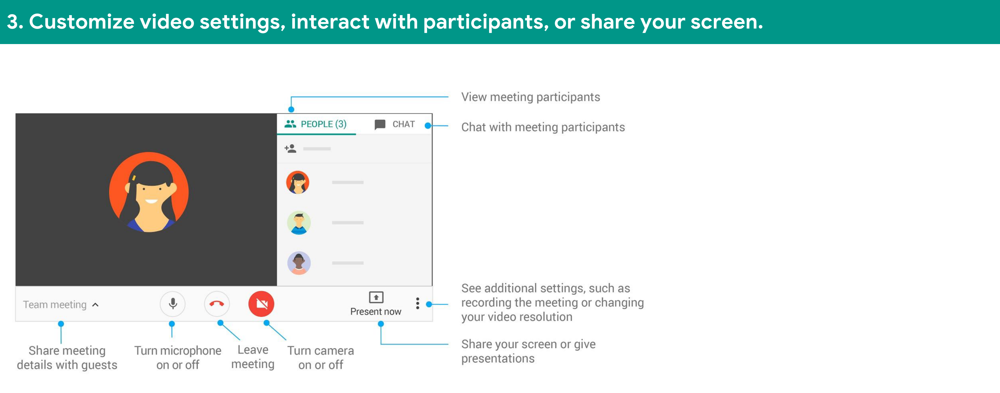 3. Customize video settings, interact with participants, or share your screen.
View meeting participants
PEOPLE (3)
CHAT
Chat with meeting participants
Team meeting
Present now
See additional settings, such as
recording the meeting or changing
your video resolution
Share your screen or give
presentations
Share meeting
details with guests
Turn microphone
on or off
Leave
meeting
Turn camera
on or off